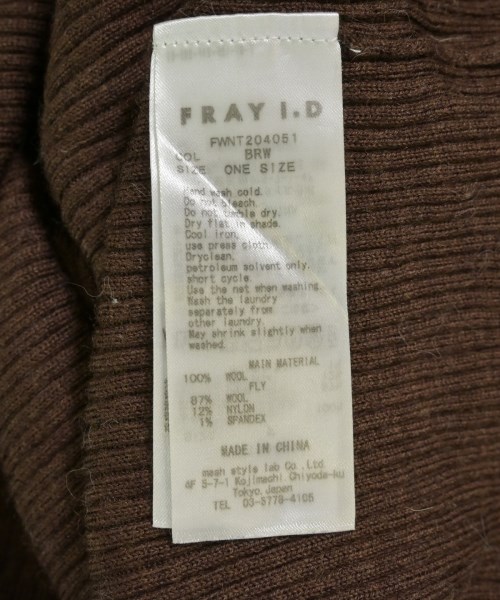 FRAY I.D
FWNT204051
COL BRW
SIZE ONE SIZE
Hand wash cold.
Do not bleach.
Do not tumble dry.
Dry flat in shade.
Cool iron,
use press cloth.
Dryclean,
petroleum solvent only,
short cycle.
Use the net when washing.
Wash the laundry
separately from
other laundry.
May shrink slightly when
washed.
MAIN MATERIAL
100% WOOL
FLY
87% WOOL
12% NYLON
1% SPANDEX
MADE IN CHINA
mash style lab Co.,Ltd.
6F 5-7-1 Kojimachi Chiyoda-ku
Tokyo,Japan
TEL 03-5778-4105